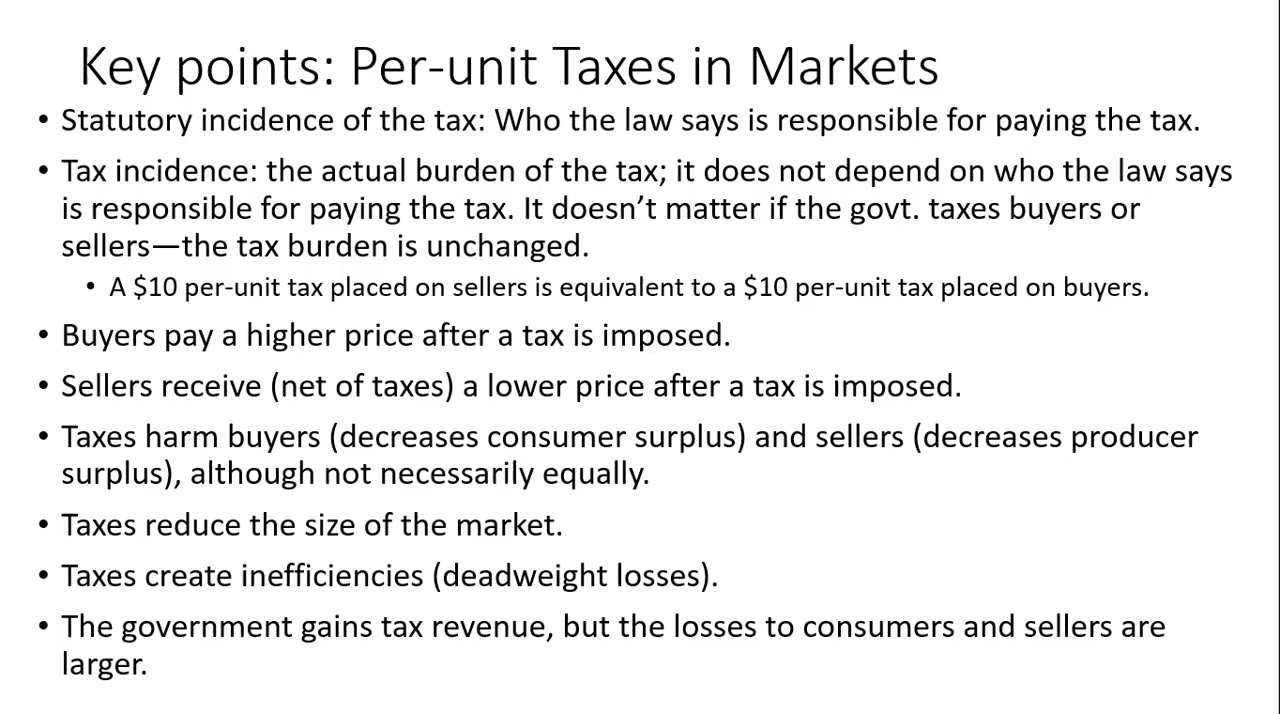 Key points: Per-unit Taxes in Markets
• Statutory incidence of the tax: Who the law says is responsible for paying the tax.
• Tax incidence: the actual burden of the tax; it does not depend on who the law says
is responsible for paying the tax. It doesn’t matter if the govt. taxes buyers or
sellers—the tax burden is unchanged.
• A $10 per-unit tax placed on sellers is equivalent to a $10 per-unit tax placed on buyers.
• Buyers pay a higher price after a tax is imposed.
• Sellers receive (net of taxes) a lower price after a tax is imposed.
• Taxes harm buyers (decreases consumer surplus) and sellers (decreases producer
surplus), although not necessarily equally.
• Taxes reduce the size of the market.
• Taxes create inefficiencies (deadweight losses).
• The government gains tax revenue, but the losses to consumers and sellers are
larger.